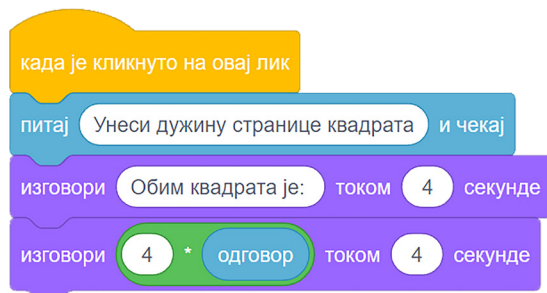 када је кликнуто на овај лик
питај Унеси дужину странице квадрата и чекај
изговори Обим квадрата је: током 4 секунде
изговори 4 * одговор током 4 секунде